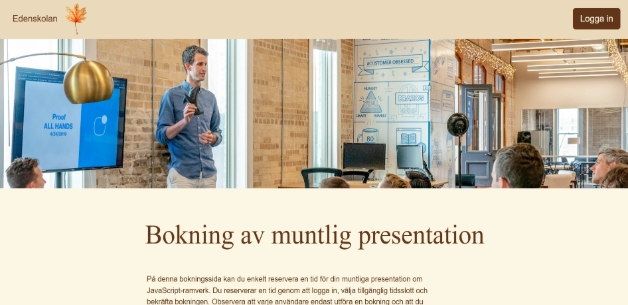 Edenskolan
Logga in
Proof
ALL HANDS
CUSTOMER OBSESSED
Bokning av muntlig presentation
På denna bokningssida kan du enkelt reservera en tid för din muntliga presentation om
JavaScript-ramverk. Du reserverar en tid genom att logga in, välja tillgänglig tidsslott och
bekräfta bokningen. Observera att varje användare endast utföra en bokning och att du